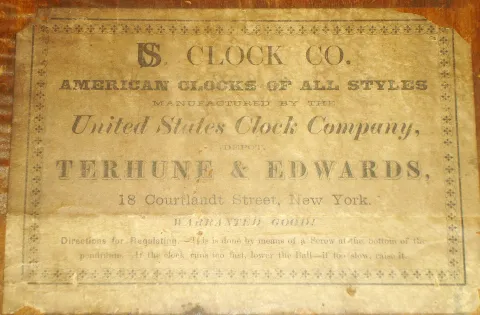 US. CLOCK CO.
AMERICAN CLOCKS OF ALL STYLES
MANUFACTURED BY THE
United States Clock Company,
DEPOT,
TERHUNE & EDWARDS,
18 Courtlandt Street, New York.
WARRANTED GOOD!
Directions for Regulation.—This is done by means of a Screw at the bottom of the
pendulum. If the clock runs too fast, lower the Ball—If too slow, raise it.